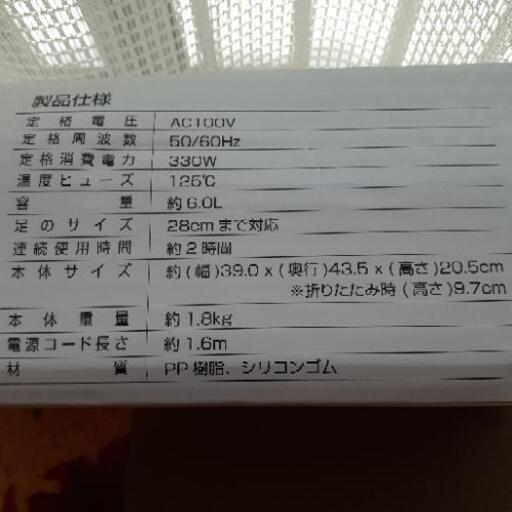 製品仕様
定格電圧 AC100V
定格周波数 50/60Hz
定格消費電力 330W
温度ヒューズ 125℃
容量 約6.0L
足のサイズ 28cmまで対応
連続使用時間 約2時間
本体サイズ 約(幅)39.0x(奥行)43.5x(高さ)20.5cm
※折りたたみ時(高さ)9.7cm
本体重量 約1.8kg
電源コード長さ 約1.6m
材質 PP樹脂、シリコンゴム